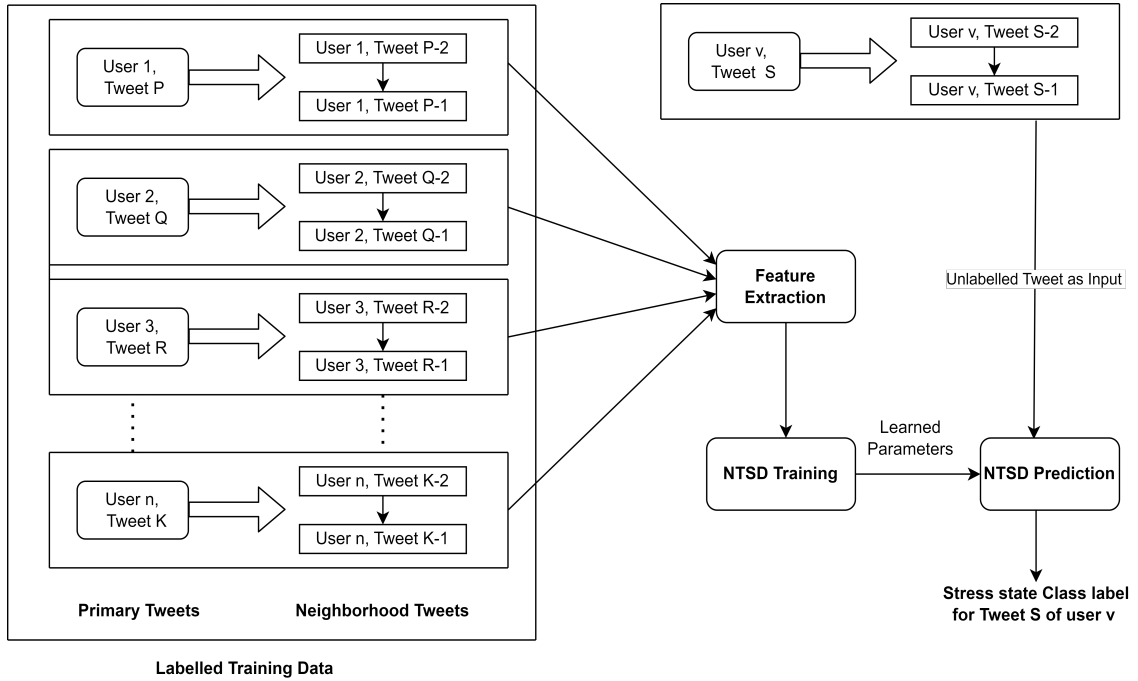 User 1,
Tweet P
User 1, Tweet P-2
User 1, Tweet P-1
User 2,
Tweet Q
User 2, Tweet Q-2
User 2, Tweet Q-1
User 3,
Tweet R
User 3, Tweet R-2
User 3, Tweet R-1
User n,
Tweet K
User n, Tweet K-2
User n, Tweet K-1
Primary Tweets
Neighborhood Tweets
Labelled Training Data
User v,
Tweet S
User v, Tweet S-2
User v, Tweet S-1
Feature
Extraction
Unlabelled Tweet as Input
NTSD Training
Learned
Parameters
NTSD Prediction
Stress state Class label
for Tweet S of user v